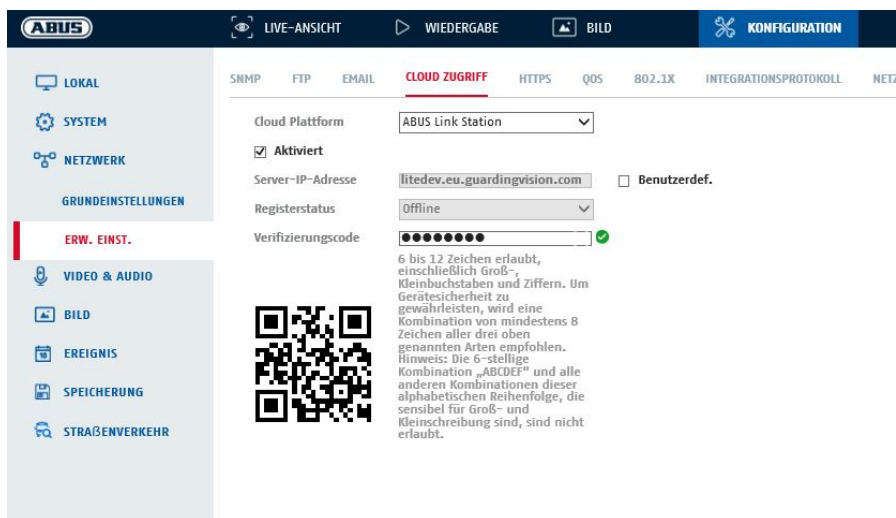 ABUS
LIVE-ANSICHT WIEDERGABE BILD KONFIGURATION
LOKAL
SYSTEM
NETZWERK
GRUNDEINSTELLUNGEN
ERW. EINST.
VIDEO & AUDIO
BILD
EREIGNIS
SPEICHERUNG
STRAßENVERKEHR
SNMP FTP EMAIL CLOUD ZUGRIFF HTTPS QOS 802.1X INTEGRATIONSPROTOKOLL NETZ
Cloud Plattform ABUS Link Station
Aktiviert
Server-IP-Adresse litedev.eu.guardingvision.com Benutzerdef.
Registerstatus Offline
Verifizierungscode ●●●●●●●●
6 bis 12 Zeichen erlaubt,
einschließlich Groß-,
Kleinbuchstaben und Ziffern. Um
Gerätesicherheit zu
gewährleisten, wird eine
Kombination von mindestens 8
Zeichen aller drei oben
genannten Arten empfohlen.
Hinweis: Die 6-stellige
Kombination „ABCDEF“ und alle
anderen Kombinationen dieser
alphabetischen Reihenfolge, die
sensibel für Groß- und
Kleinschreibung sind, sind nicht
erlaubt.